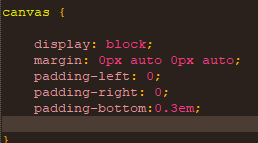 canvas {
display: block;
margin: 0px auto 0px auto;
padding-left: 0;
padding-right: 0;
padding-bottom:0.3em;
}